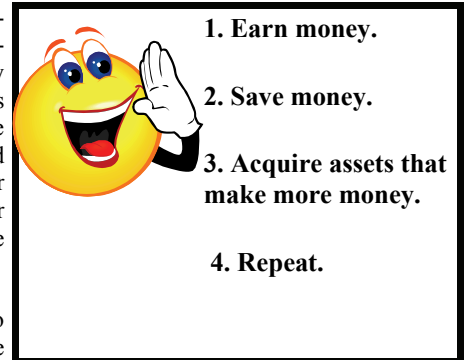 1. Earn money.
2. Save money.
3. Acquire assets that
make more money.
4. Repeat.